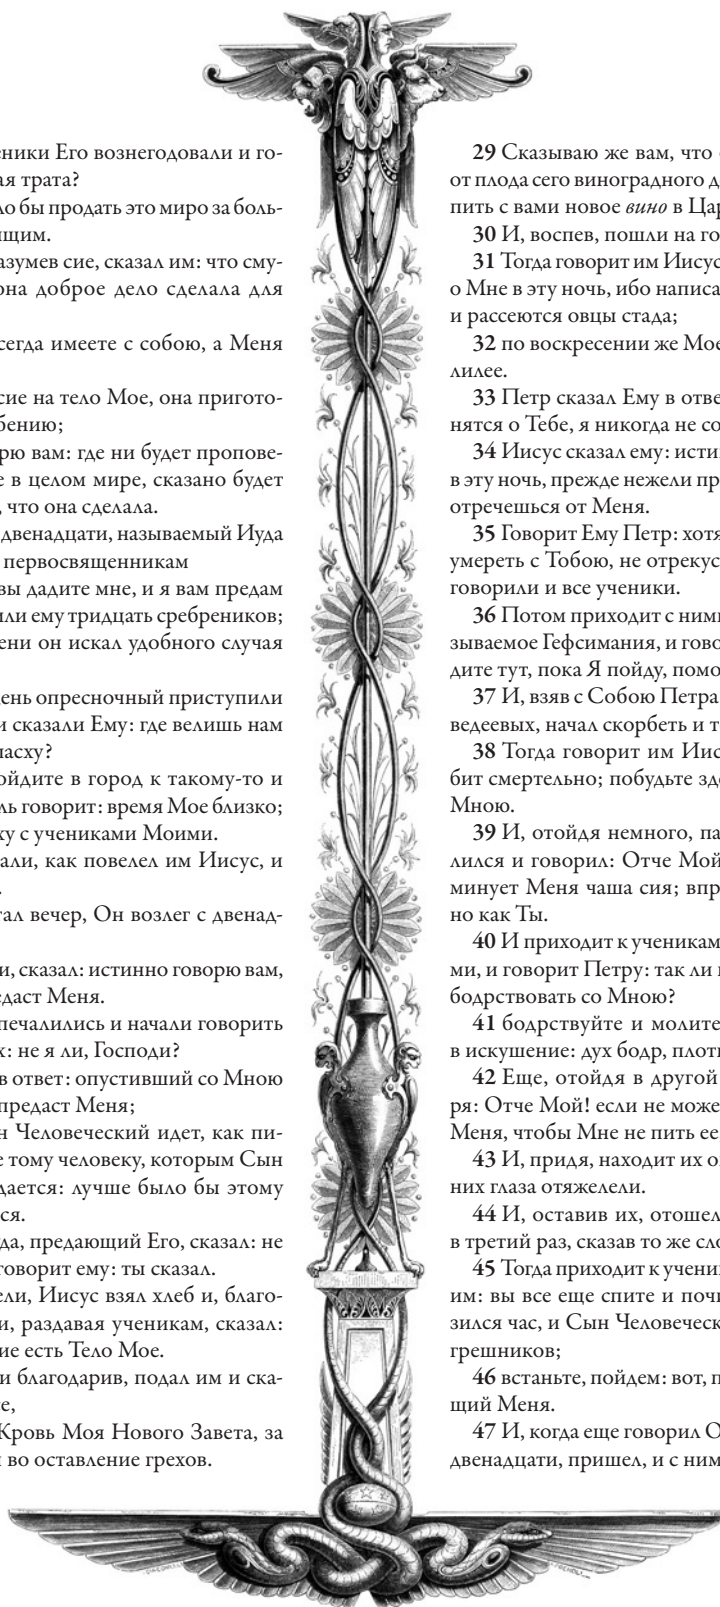 еники Его вознегодовали и го-
ая трата?
ло бы продать это миро за боль-
щим.
азумев сие, сказал им: что сму-
она доброе дело сделала для
сегда имеете с собою, а Меня
сие на тело Мое, она пригото-
бению;
рю вам: где ни будет пропове-
е в целом мире, сказано будет
, что она сделала.
двенадцати, называемый Иуда
первосвященникам
вы дадите мне, и я вам предам
или ему тридцать сребреников;
ени он искал удобного случая
ень опресночный приступили
и сказали Ему: где велишь нам
пасху?
ойдите в город к такому-то и
ль говорит: время Мое близко;
ху с учениками Моими.
али, как повелел им Иисус, и
.
тал вечер, Он возлег с двенад-
и, сказал: истинно говорю вам,
едаст Меня.
печалились и начали говорить
х: не я ли, Господи?
в ответ: опустивший со Мною
предаст Меня;
н Человеческий идет, как пи-
е тому человеку, которым Сын
дается: лучше было бы этому
ся.
да, предающий Его, сказал: не
говорит ему: ты сказал.
ели, Иисус взял хлеб и, благо-
и, раздавая ученикам, сказал:
ие есть Тело Мое.
и благодарив, подал им и ска-
е,
Кровь Моя Нового Завета, за
я во оставление грехов.
29 Сказываю же вам, что
от плода сего виноградного д
пить с вами новое вино в Цар
30 И, воспев, пошли на го
31 Тогда говорит им Иисус
о Мне в эту ночь, ибо написа
и рассеются овцы стада;
32 по воскресении же Мое
лилее.
33 Петр сказал Ему в отве
нятся о Тебе, я никогда не со
34 Иисус сказал ему: исти
в эту ночь, прежде нежели пр
отречешься от Меня.
35 Говорит Ему Петр: хотя
умереть с Тобою, не отрекус
говорили и все ученики.
36 Потом приходит с ними
зываемое Гефсимания, и гово
дите тут, пока Я пойду, помо
37 И, взяв с Собою Петра
ведеевых, начал скорбеть и т
38 Тогда говорит им Иис
бит смертельно; побудьте зде
Мною.
39 И, отойдя немного, па
лился и говорил: Отче Мой
минует Меня чаша сия; впр
но как Ты.
40 И приходит к ученикам
ми, и говорит Петру: так ли
бодрствовать со Мною?
41 бодрствуйте и молите
в искушение: дух бодр, плоть
42 Еще, отойдя в другой
ря: Отче Мой! если не може
Меня, чтобы Мне не пить ее
43 И, придя, находит их о
них глаза отяжелели.
44 И, оставив их, отошел
в третий раз, сказав то же сло
45 Тогда приходит к учени
им: вы все еще спите и почи
зился час, и Сын Человеческ
грешников;
46 встаньте, пойдем: вот, п
щий Меня.
47 И, когда еще говорил О
двенадцати, пришел, и с ним